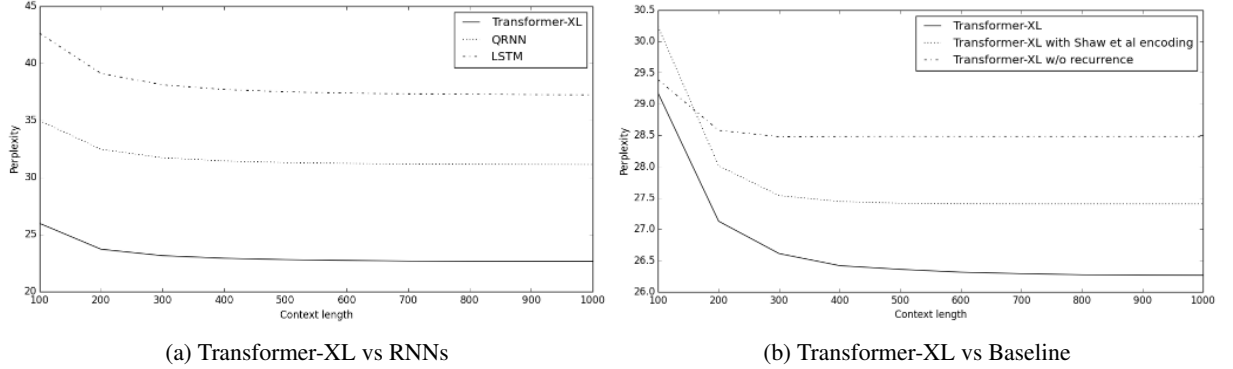 45
40
35
30
25
20
Perplexity
100 200 300 400 500 600 700 800 900 1000
Context length
Transformer-XL
QRNN
LSTM
(a) Transformer-XL vs RNNs
30.5
30.0
29.5
29.0
28.5
28.0
27.5
27.0
26.5
26.0
Perplexity
100 200 300 400 500 600 700 800 900 1000
Context length
Transformer-XL
Transformer-XL with Shaw et al encoding
Transformer-XL w/o recurrence
(b) Transformer-XL vs Baseline